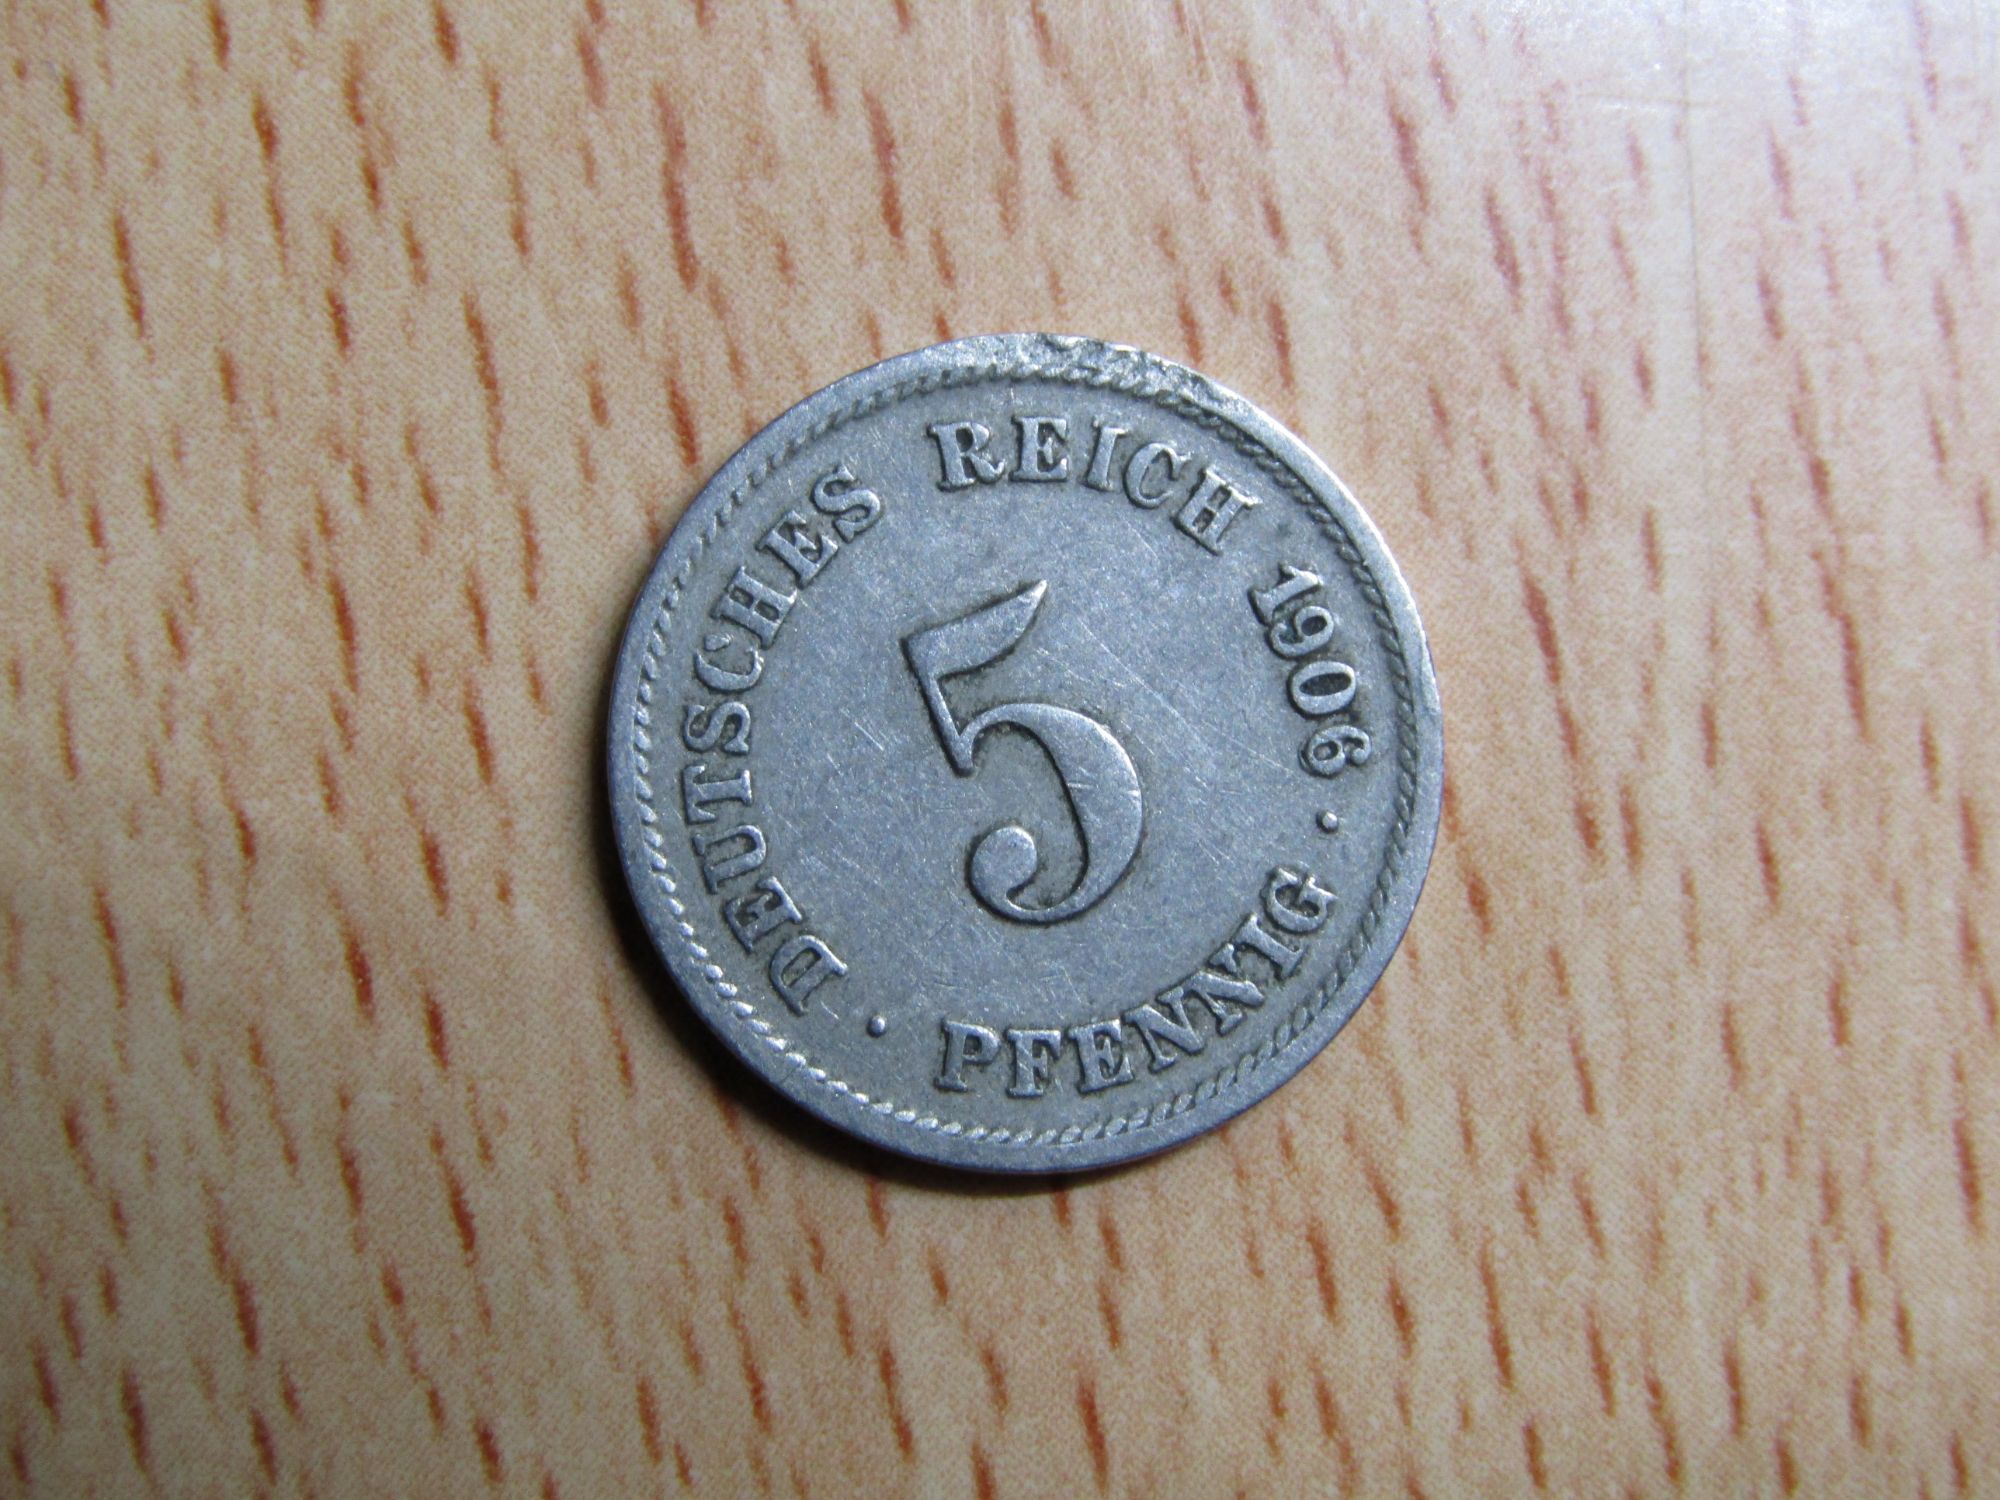 DEUTSCHES REICH 1906
5
· PFENNIG ·